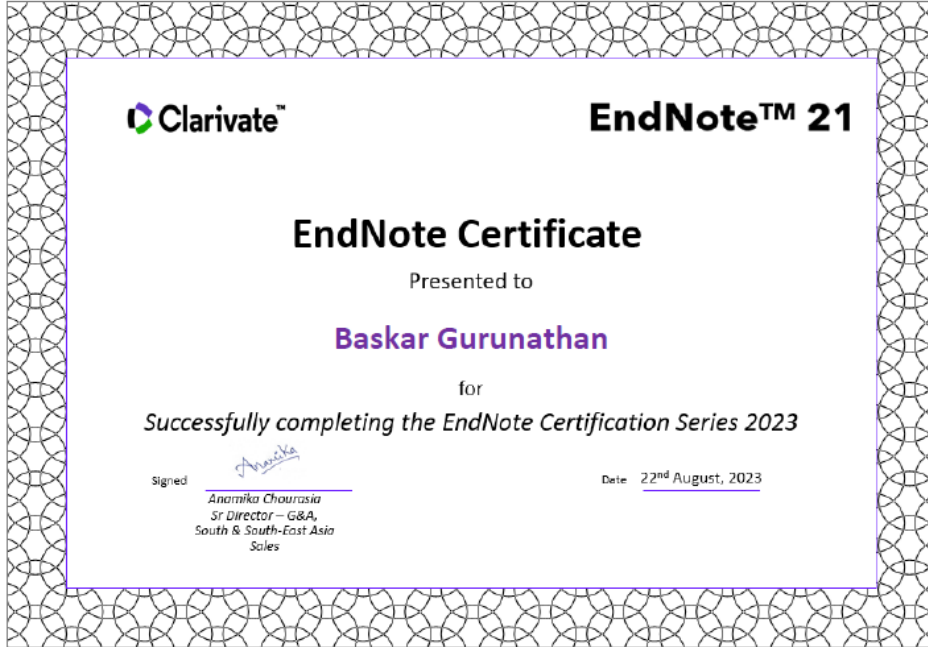 Clarivate™
EndNote™ 21
EndNote Certificate
Presented to
Baskar Gurunathan
for
Successfully completing the EndNote Certification Series 2023
Signed
Anamika
Date 22nd August, 2023
Anamika Chourasia
Sr Director – G&A,
South & South-East Asia
Sales